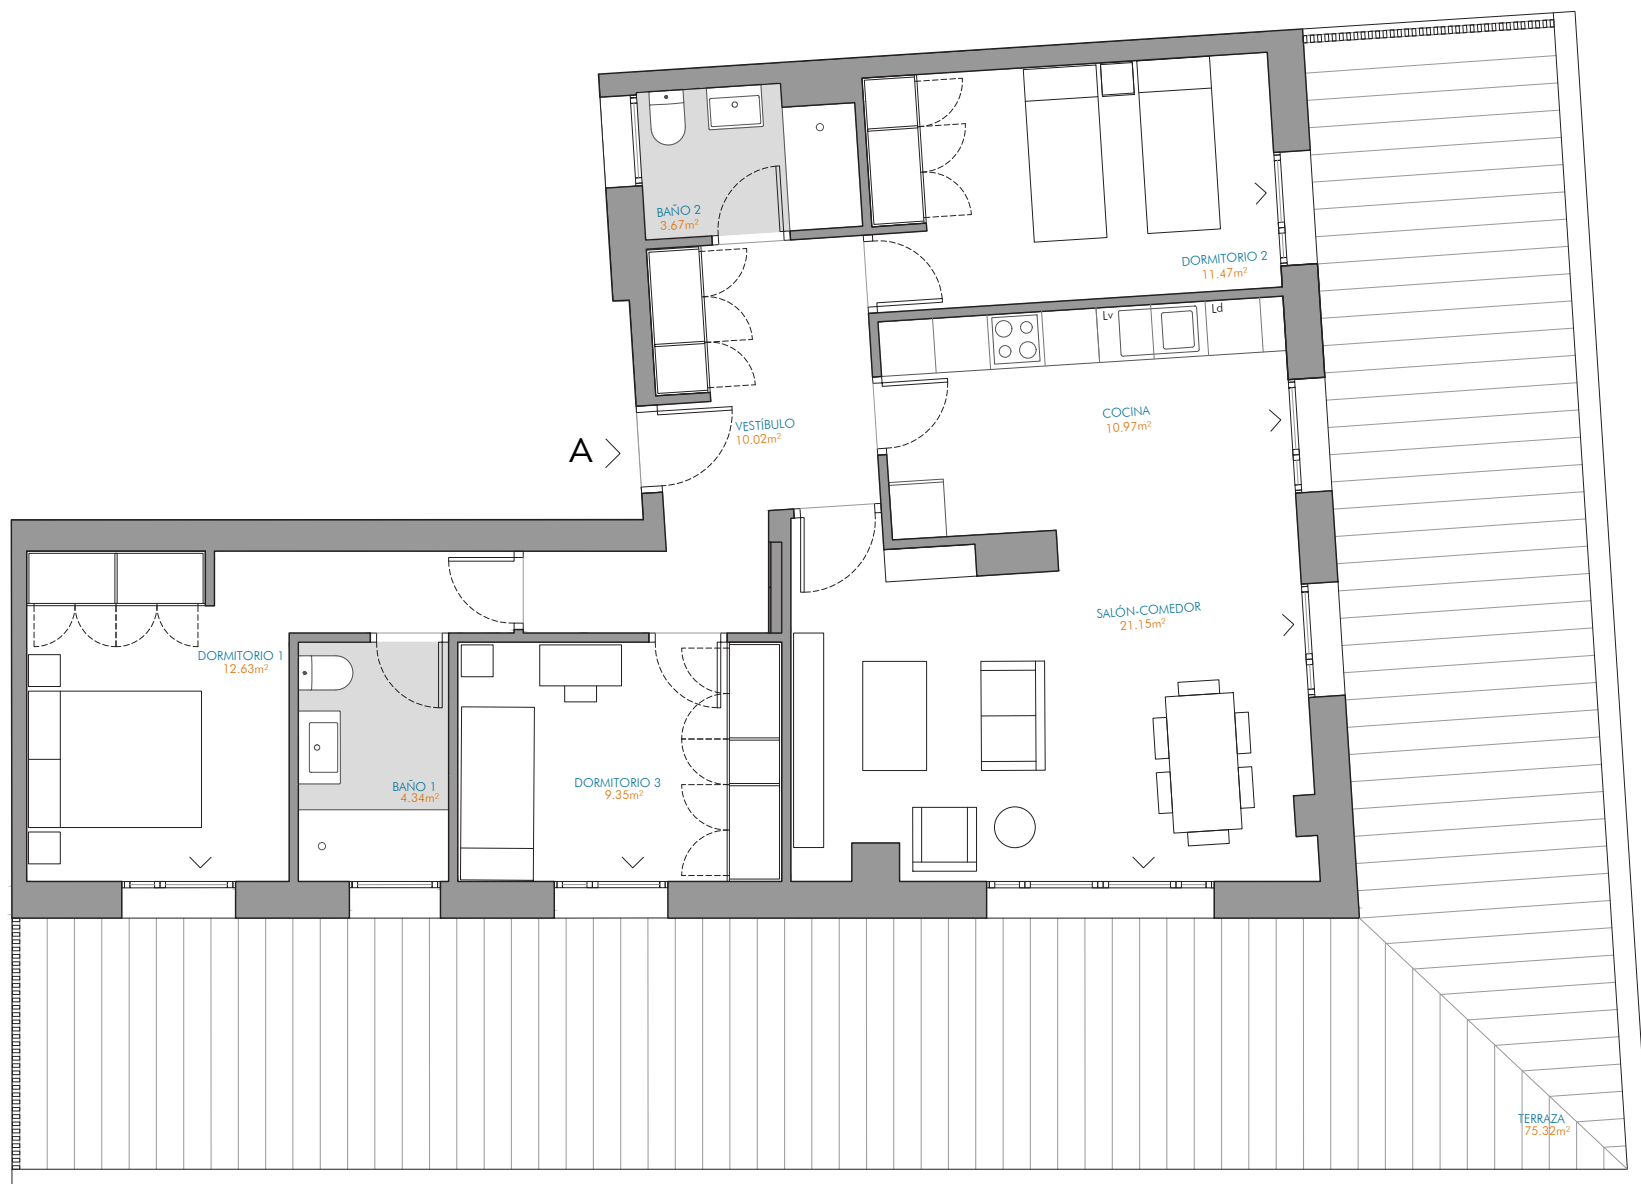 BAÑO 2
3.67m²
DORMITORIO 2
11.47m²
Lv
Ld
COCINA
10.97m²
VESTÍBULO
10.02m²
A
SALÓN-COMEDOR
21.15m²
DORMITORIO 1
12.63m²
BAÑO 1
4.34m²
DORMITORIO 3
9.35m²
TERRAZA
75.32m²